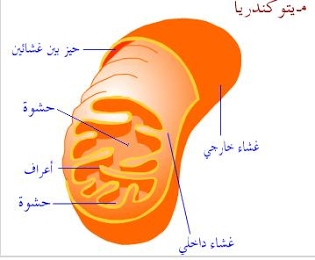 ميتوكندريا
حيز بين غشائين
حشوة
غشاء خارجي
أعراف
حشوة
غشاء داخلي